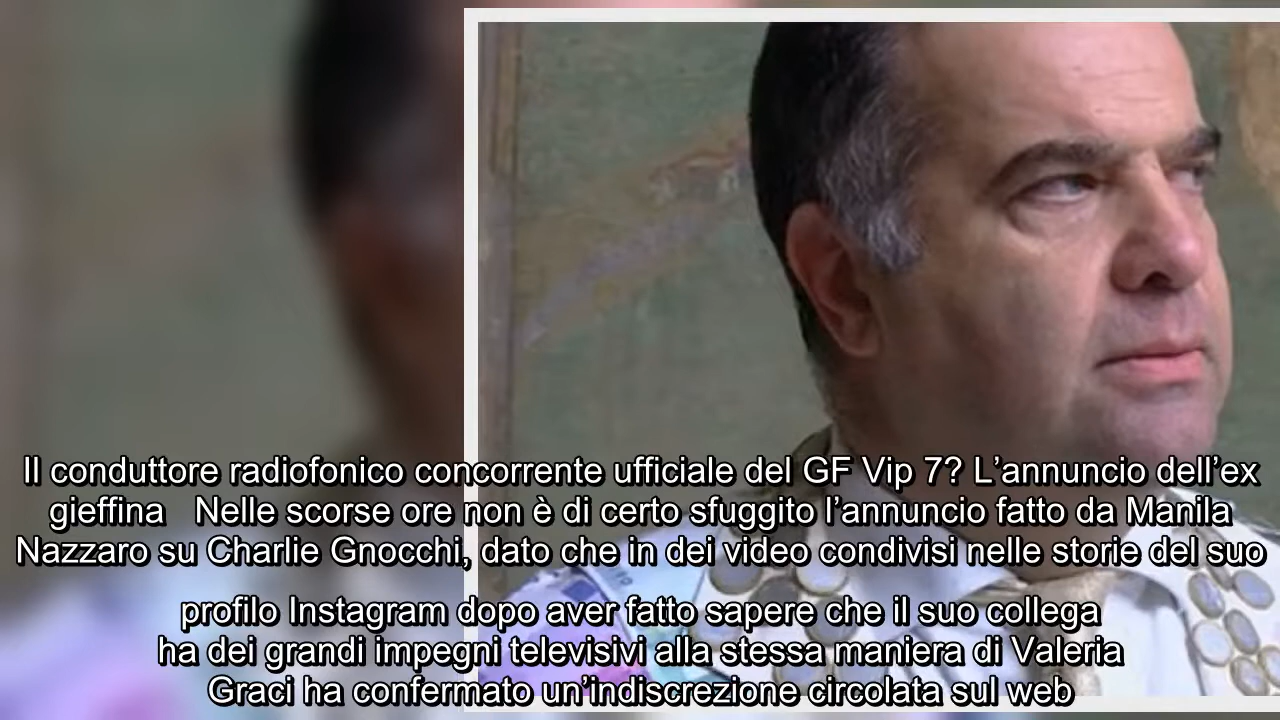 Il conduttore radiofonico concorrente ufficiale del GF Vip 7? L’annuncio dell’ex
gieffina   Nelle scorse ore non è di certo sfuggito l’annuncio fatto da Manila
Nazzaro su Charlie Gnocchi, dato che in dei video condivisi nelle storie del suo
profilo Instagram dopo aver fatto sapere che il suo collega
ha dei grandi impegni televisivi alla stessa maniera di Valeria
Graci ha confermato un’indiscrezione circolata sul web